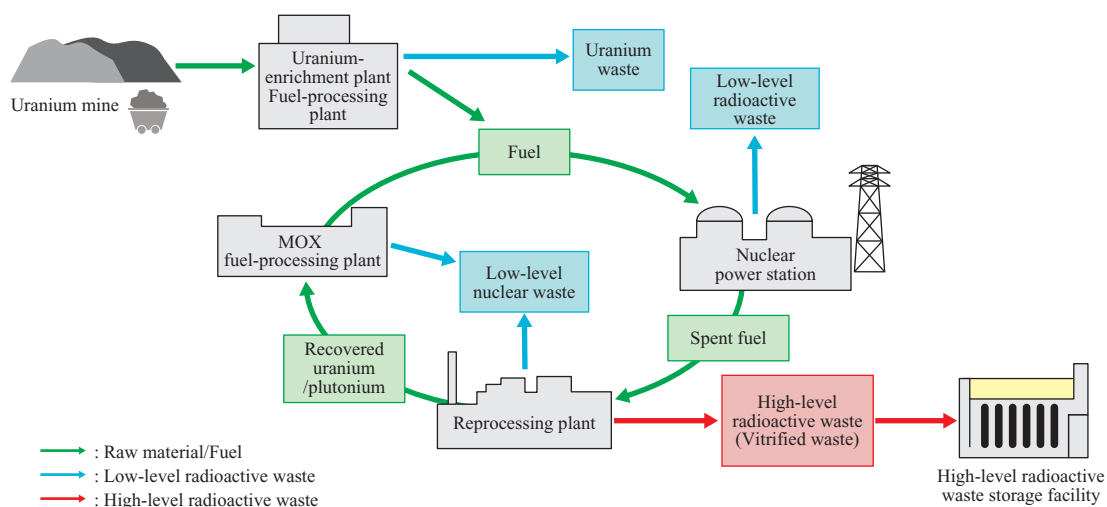 Uranium mine
Uranium-
enrichment plant
Fuel-processing
plant
Uranium
waste
Low-level
radioactive
waste
Fuel
MOX
fuel-processing plant
Low-level
nuclear waste
Nuclear
power station
Spent fuel
Recovered
uranium
/plutonium
Reprocessing plant
High-level
radioactive waste
(Vitrified waste)
High-level radioactive
waste storage facility
: Raw material/Fuel
: Low-level radioactive waste
: High-level radioactive waste